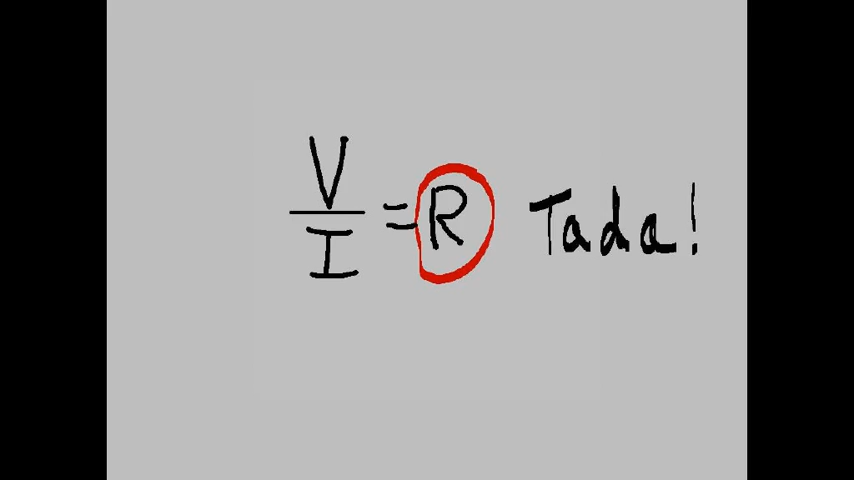 V/I = R Tada!